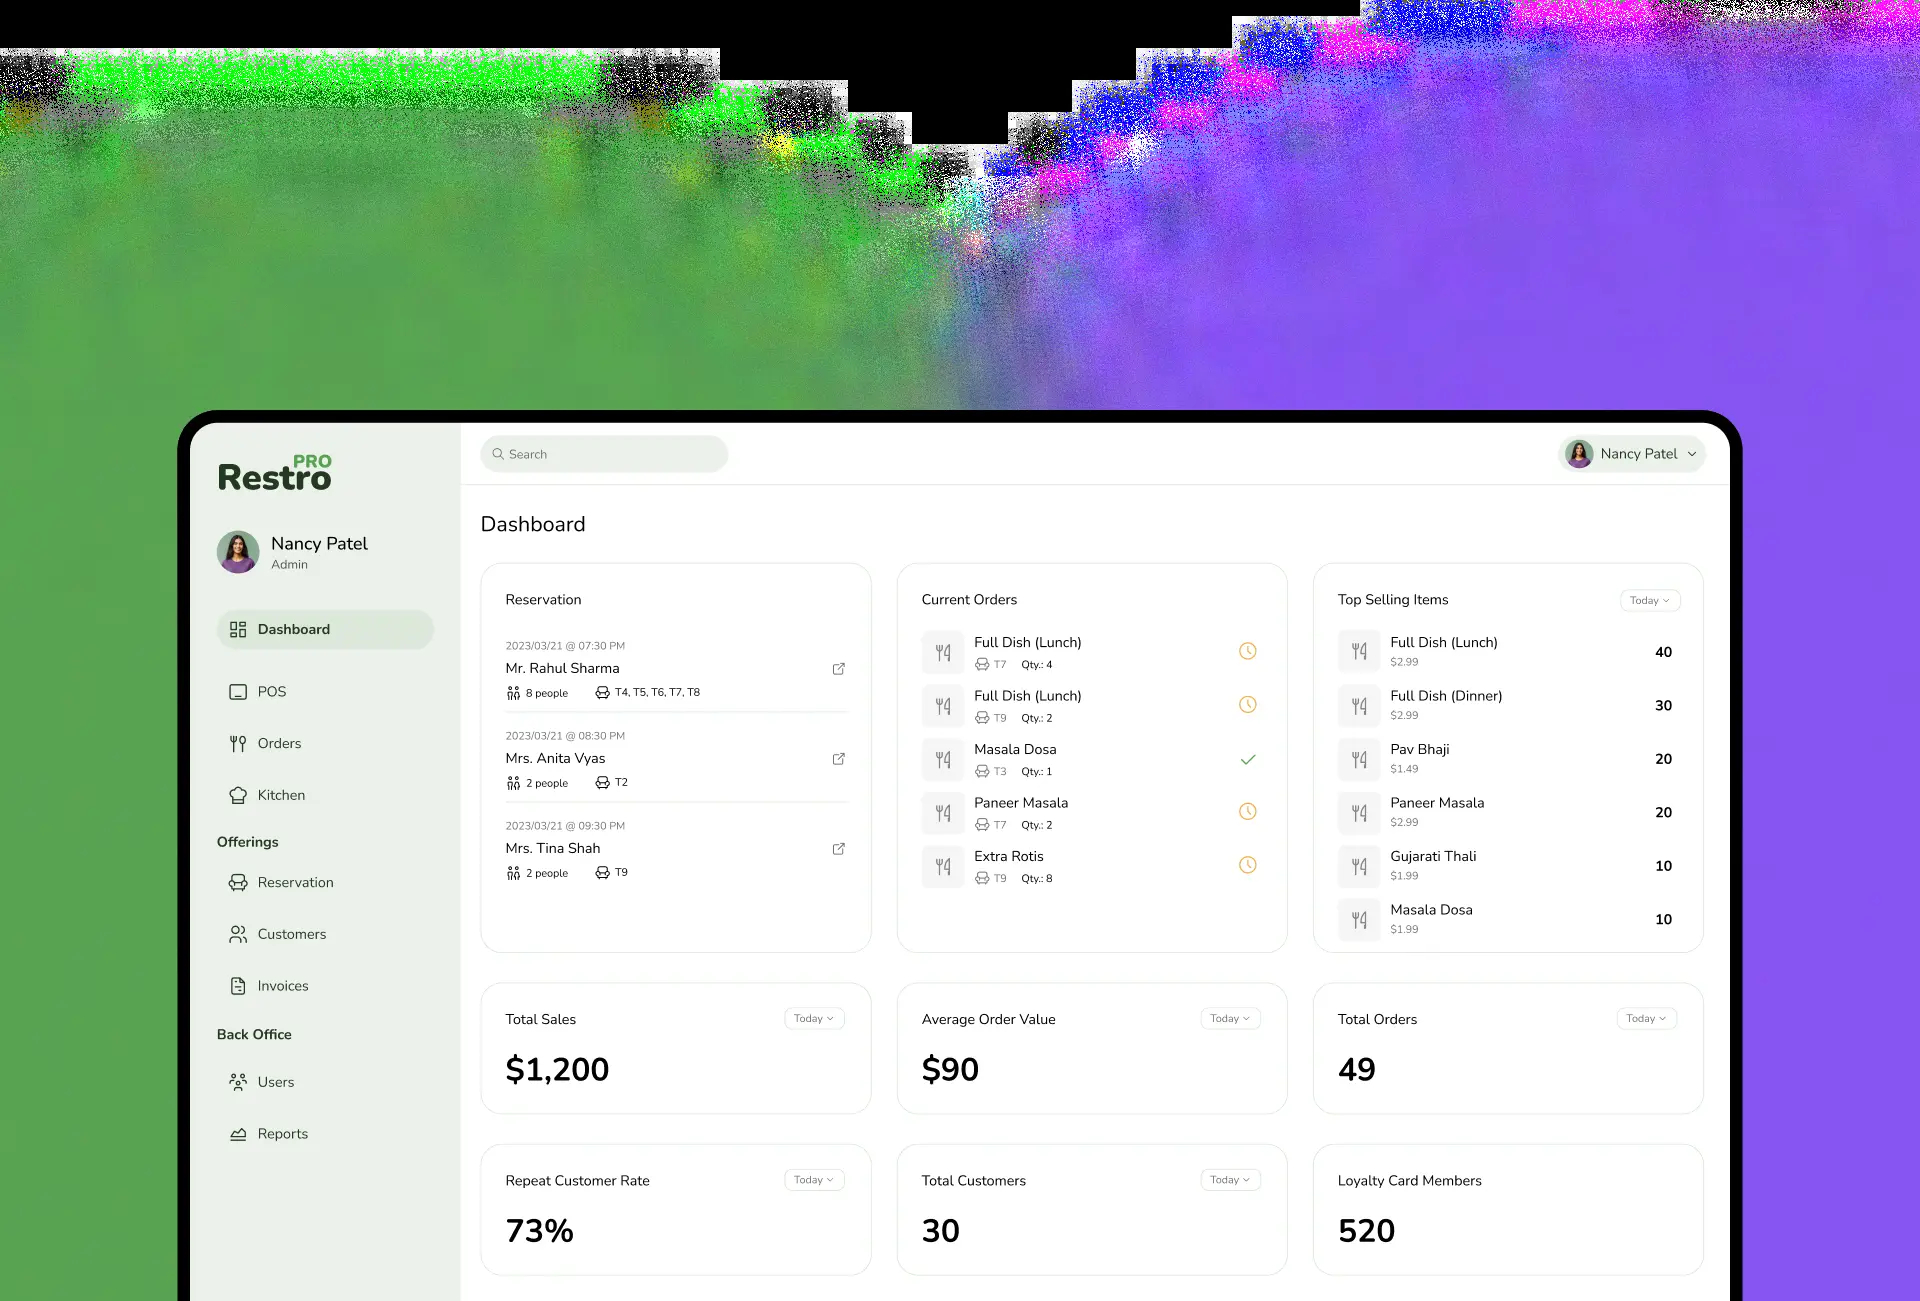 PRO
Restro
Nancy Patel
Admin
Dashboard
POS
Orders
Kitchen
Offerings
Reservation
Customers
Invoices
Back Office
Users
Reports
Search
Nancy Patel
Dashboard
Reservation
2023/03/21 @ 07:30 PM
Mr. Rahul Sharma
8 people T4, T5, T6, T7, T8
2023/03/21 @ 08:30 PM
Mrs. Anita Vyas
2 people T2
2023/03/21 @ 09:30 PM
Mrs. Tina Shah
2 people T9
Current Orders
Full Dish (Lunch)
T7 Qty.: 4
Full Dish (Lunch)
T9 Qty.: 2
Masala Dosa
T3 Qty.: 1
Paneer Masala
T7 Qty.: 2
Extra Rotis
T9 Qty.: 8
Top Selling Items Today
Full Dish (Lunch) 40
$2.99
Full Dish (Dinner) 30
$2.99
Pav Bhaji 20
$1.49
Paneer Masala 20
$2.99
Gujarati Thali 10
$1.99
Masala Dosa 10
$1.99
Total Sales Today
$1,200
Average Order Value Today
$90
Total Orders Today
49
Repeat Customer Rate Today
73%
Total Customers Today
30
Loyalty Card Members
520